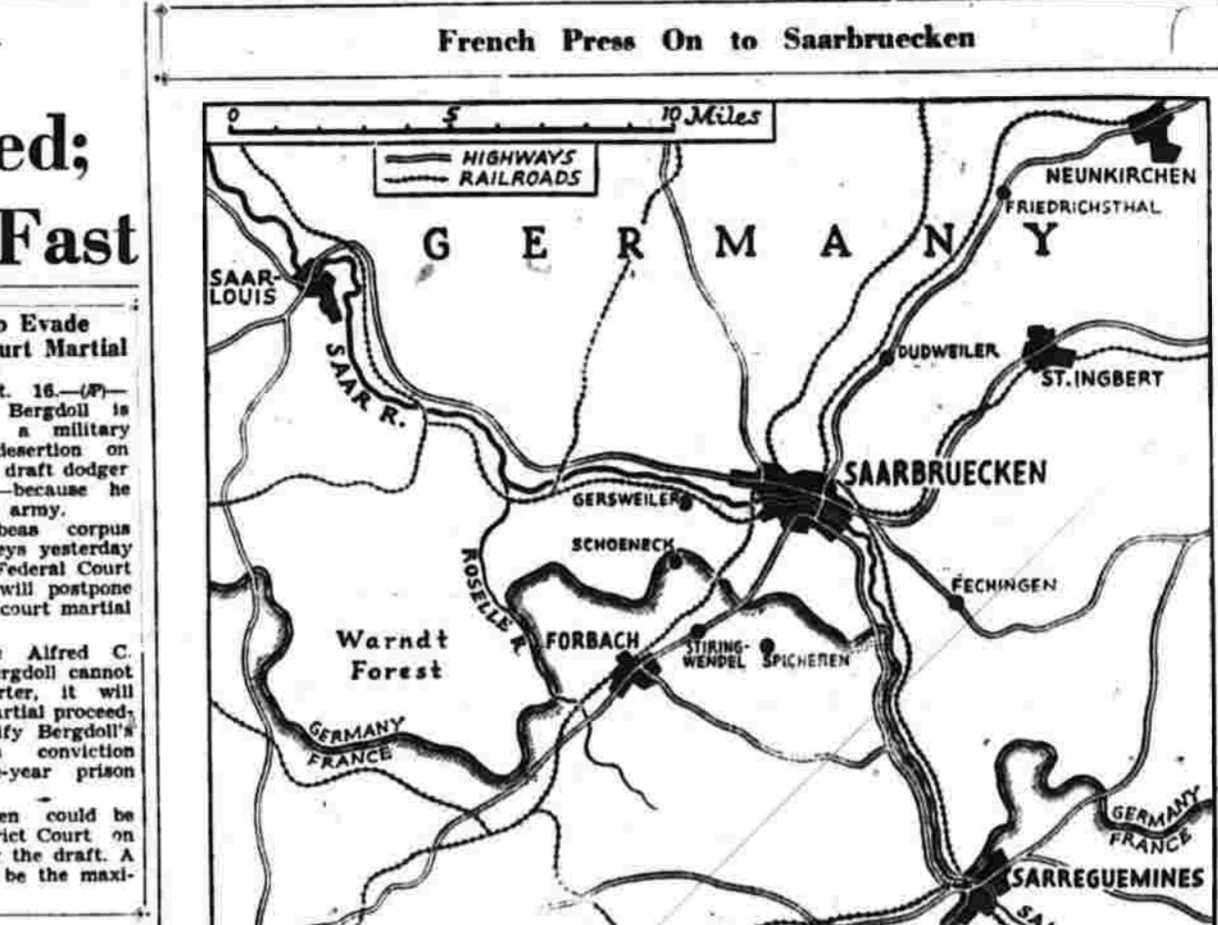 ed;
Fast
Evade
urt Martial
t. 16.—(AP)—
Bergdoll is
a military
desertion on
draft dodger
—because he
army.
beas corpus
eys yesterday
Federal Court
will postpone
court martial
Alfred C.
ergdoll cannot
rter, it will
artial proceed-
ify Bergdoll's
conviction
-year prison
en could be
rict Court on
the draft. A
be the maxi-
French Press On to Saarbruecken
0 5 10 Miles
HIGHWAYS
RAILROADS
NEUNKIRCHEN
FRIEDRICHSTHAL
GERMANY
SAAR-
LOUIS
SAAR R.
DUDWEILER
ST. INGBERT
SAARBRUECKEN
GERSWEILER
SCHOENECK
ROSELLE R.
FECHINGEN
Warndt
Forest
FORBACH
STIRING-
WENDEL
SPICHEREN
GERMANY
FRANCE
GERMANY
FRANCE
SARREGUEMINES
SA